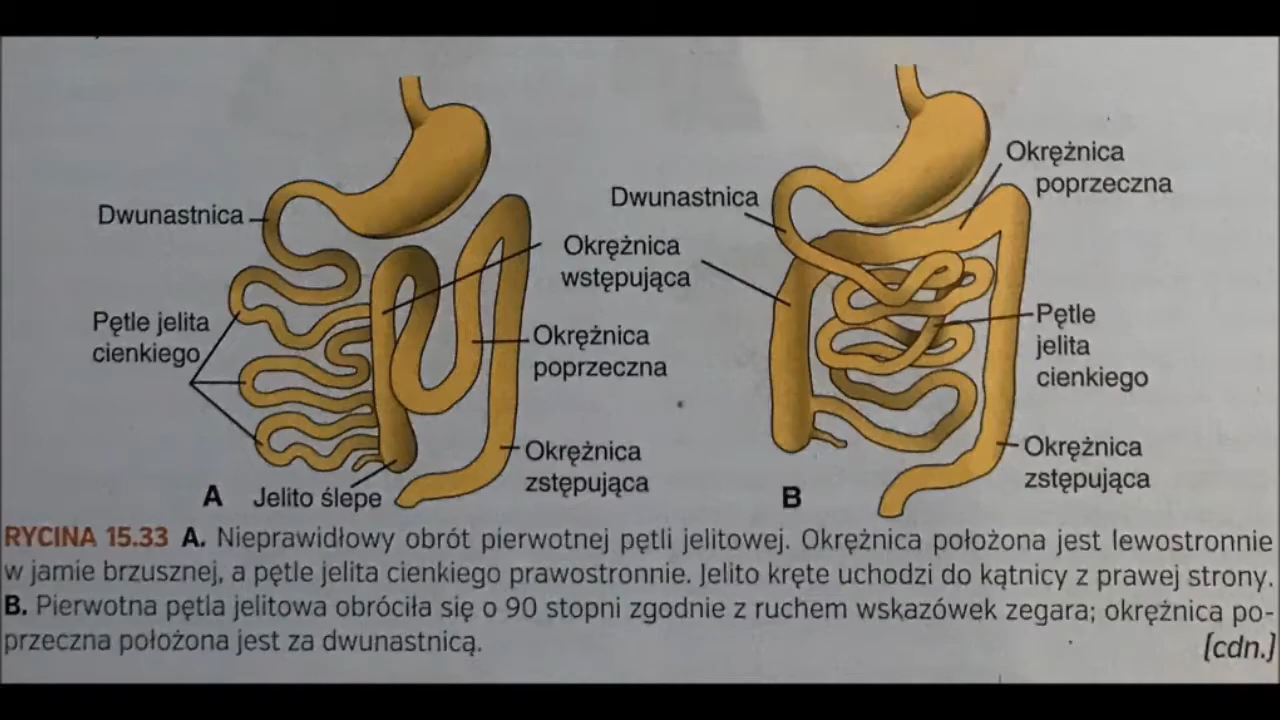 Dwunastnica
Pętle jelita
cienkiego
A
Jelito ślepe
Okrężnica
wstępująca
Okrężnica
poprzeczna
Okrężnica
zstępująca
Dwunastnica
Okrężnica
poprzeczna
Pętle
jelita
cienkiego
Okrężnica
zstępująca
B
RYCINA 15.33 A. Nieprawidłowy obrót pierwotnej pętli jelitowej. Okrężnica położona jest lewostronnie
w jamie brzusznej, a pętle jelita cienkiego prawostronnie. Jelito kręte uchodzi do kątnicy z prawej strony.
B. Pierwotna pętla jelitowa obróciła się o 90 stopni zgodnie z ruchem wskazówek zegara; okrężnica po-
przeczna położona jest za dwunastnicą. [cdn.]